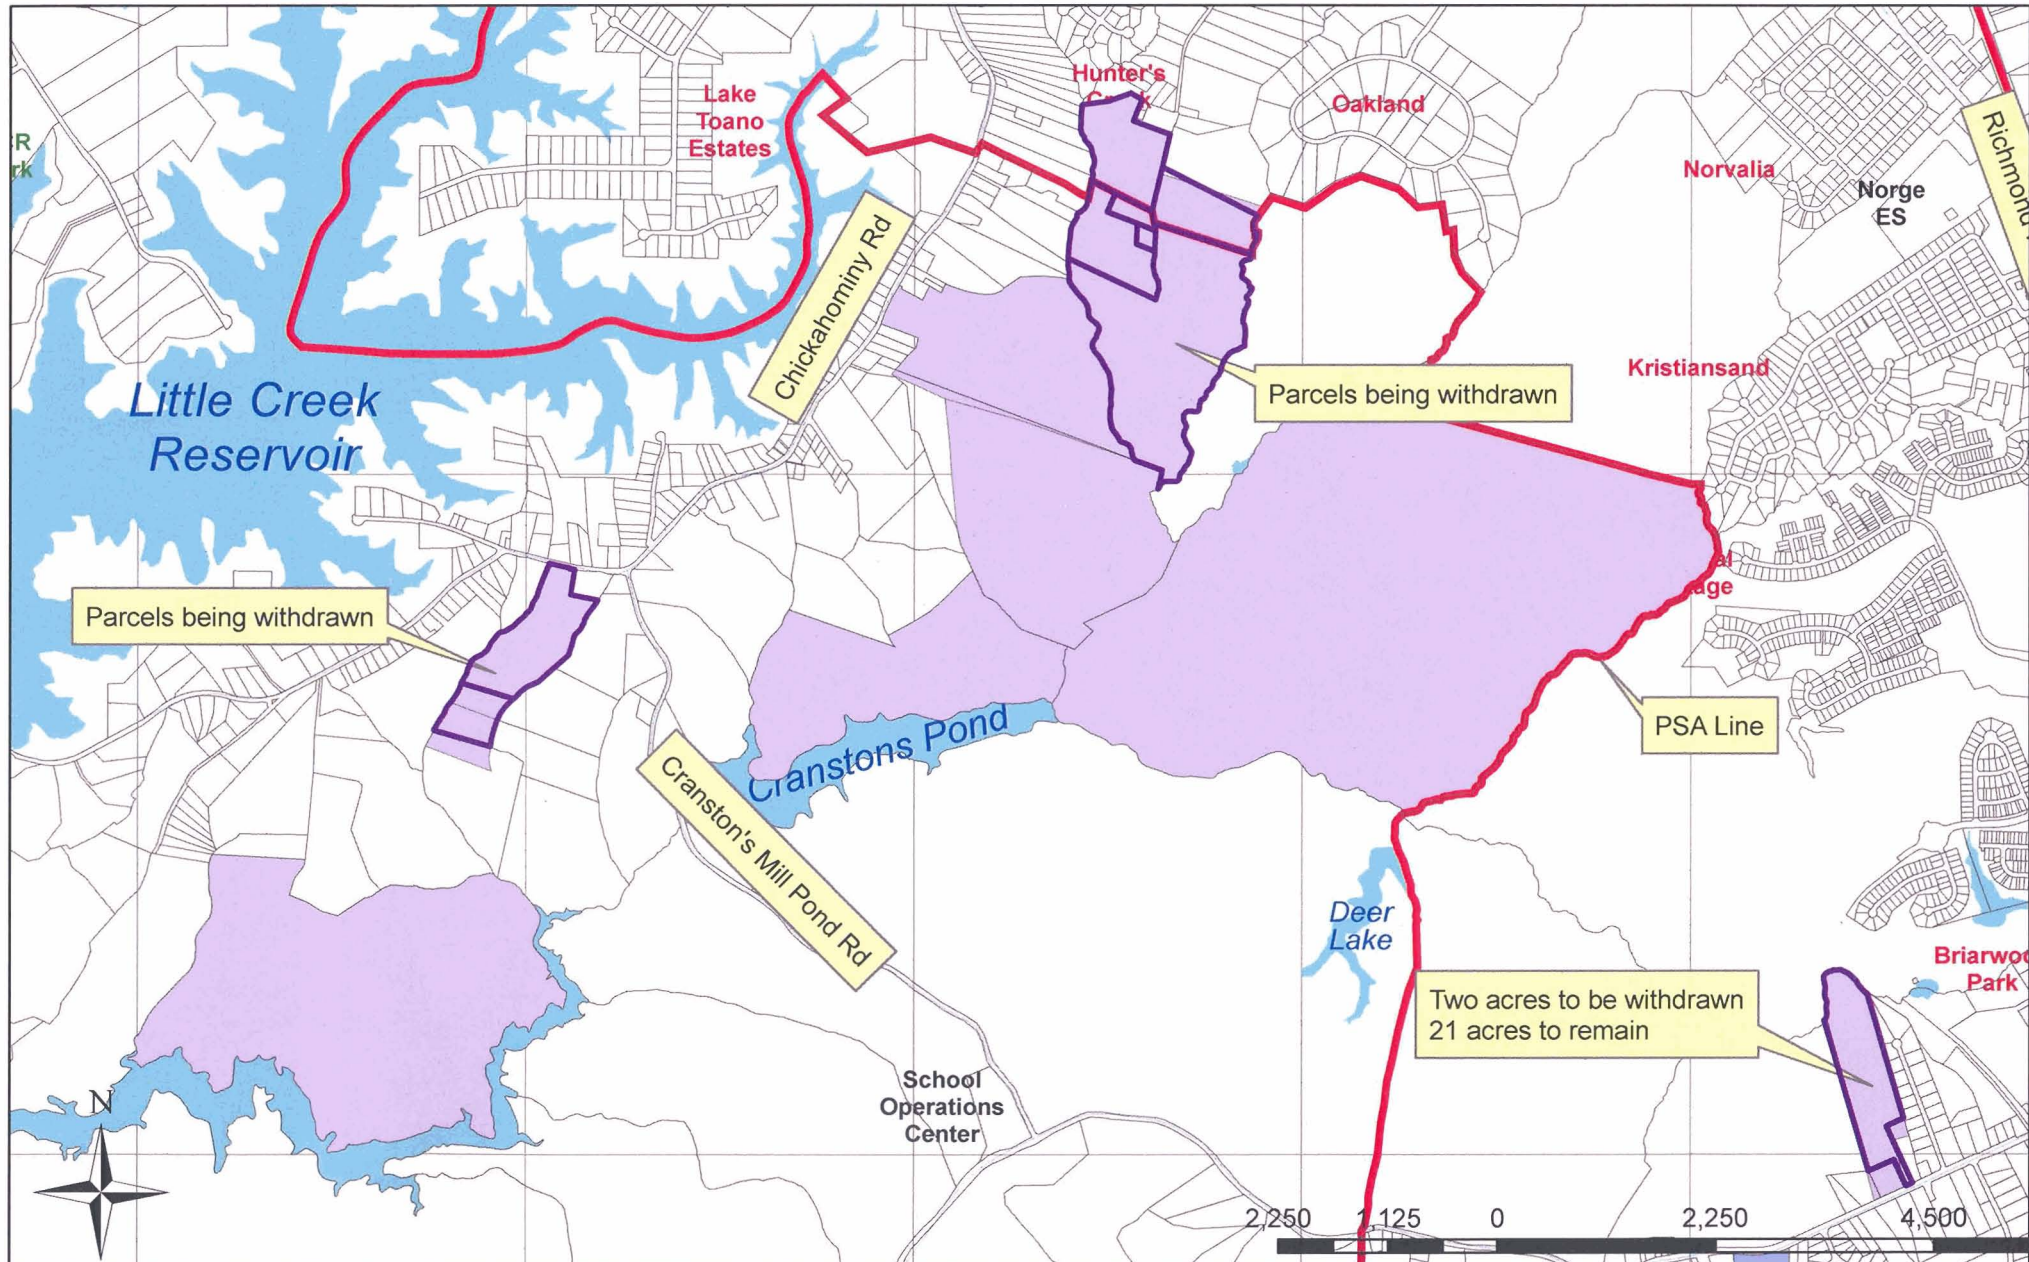 Lake
Toano
Estates
Hunter's
Oakland
Norvalia
Norge
ES
Richmond
Chickahominy Rd
Little Creek
Reservoir
Parcels being withdrawn
Kristiansand
Parcels being withdrawn
PSA Line
Cranstons Pond
Cranston's Mill Pond Rd
Deer
Lake
Two acres to be withdrawn
21 acres to remain
Park
School
Operations
Center
N
2,250 1,125 0 2,250 4,500